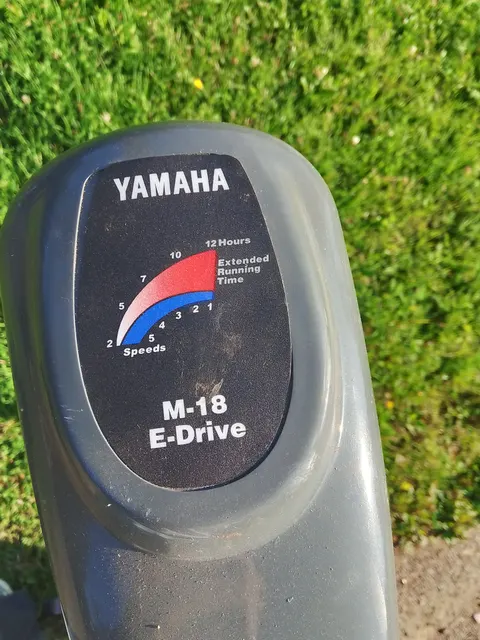 YAMAHA
12 Hours
10
Extended
Running
Time
7
5
2
1
2
3
4
5
Speeds
M-18
E-Drive